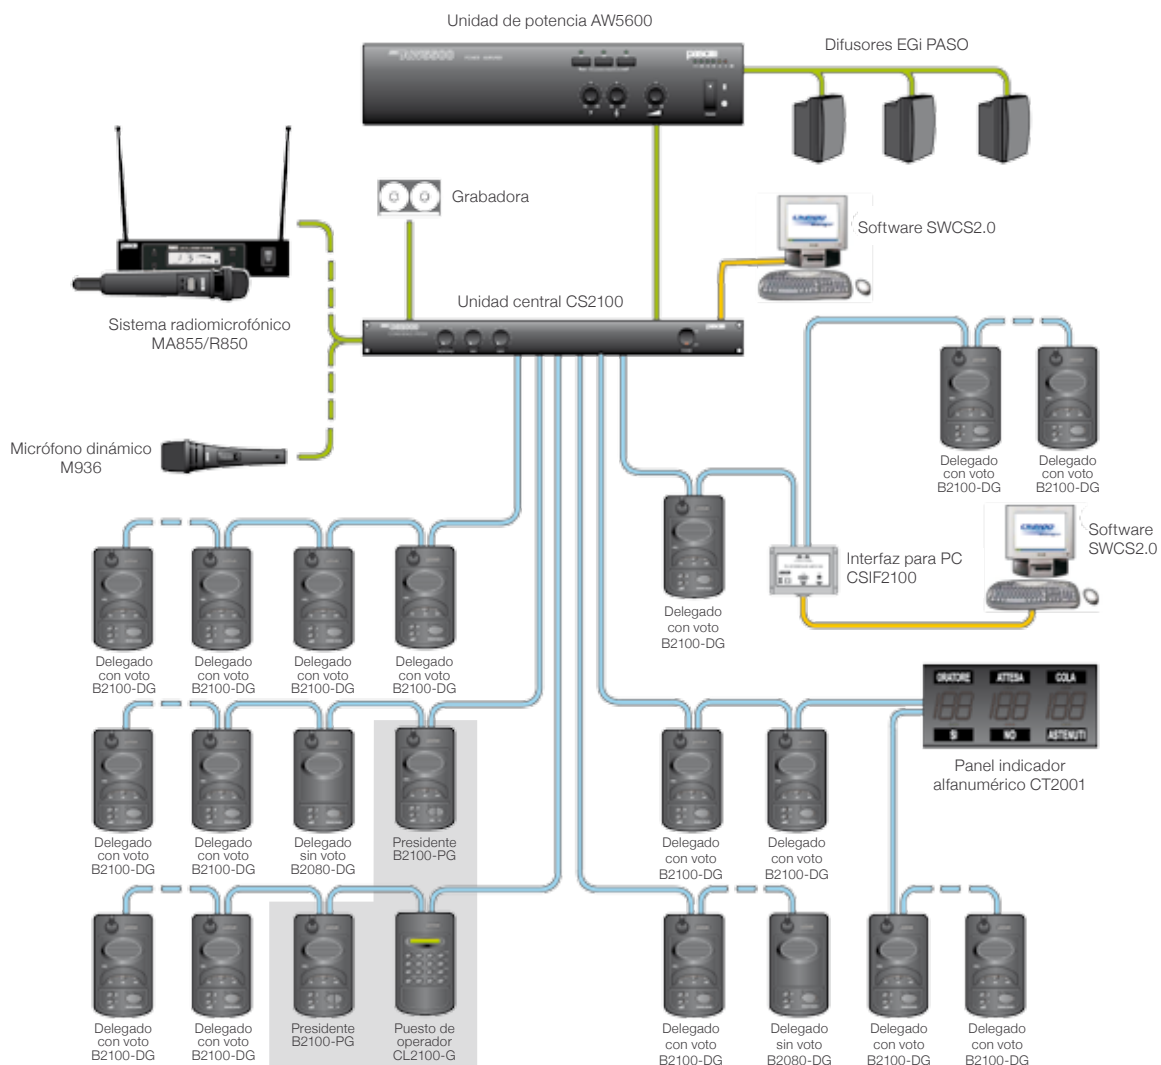 Unidad de potencia AW5600
AW5600
PASO
Difusores EGi PASO
Grabadora
Software SWCS2.0
Unidad central CS2100
Sistema radiomicrofónico
MA855/R850
Micrófono dinámico
M936
Delegado
con voto
B2100-DG
Delegado
con voto
B2100-DG
Delegado
con voto
B2100-DG
Interfaz para PC
CSIF2100
Software
SWCS2.0
Delegado
con voto
B2100-DG
Delegado
con voto
B2100-DG
Delegado
con voto
B2100-DG
Delegado
con voto
B2100-DG
ORATORE ATTESA CODA
SI NO ASTENUTI
Panel indicador
alfanumérico CT2001
Delegado
con voto
B2100-DG
Delegado
con voto
B2100-DG
Delegado
sin voto
B2080-DG
Presidente
B2100-PG
Delegado
con voto
B2100-DG
Delegado
con voto
B2100-DG
Delegado
con voto
B2100-DG
Delegado
con voto
B2100-DG
Presidente
B2100-PG
Puesto de
operador
CL2100-G
Delegado
con voto
B2100-DG
Delegado
sin voto
B2080-DG
Delegado
con voto
B2100-DG
Delegado
con voto
B2100-DG